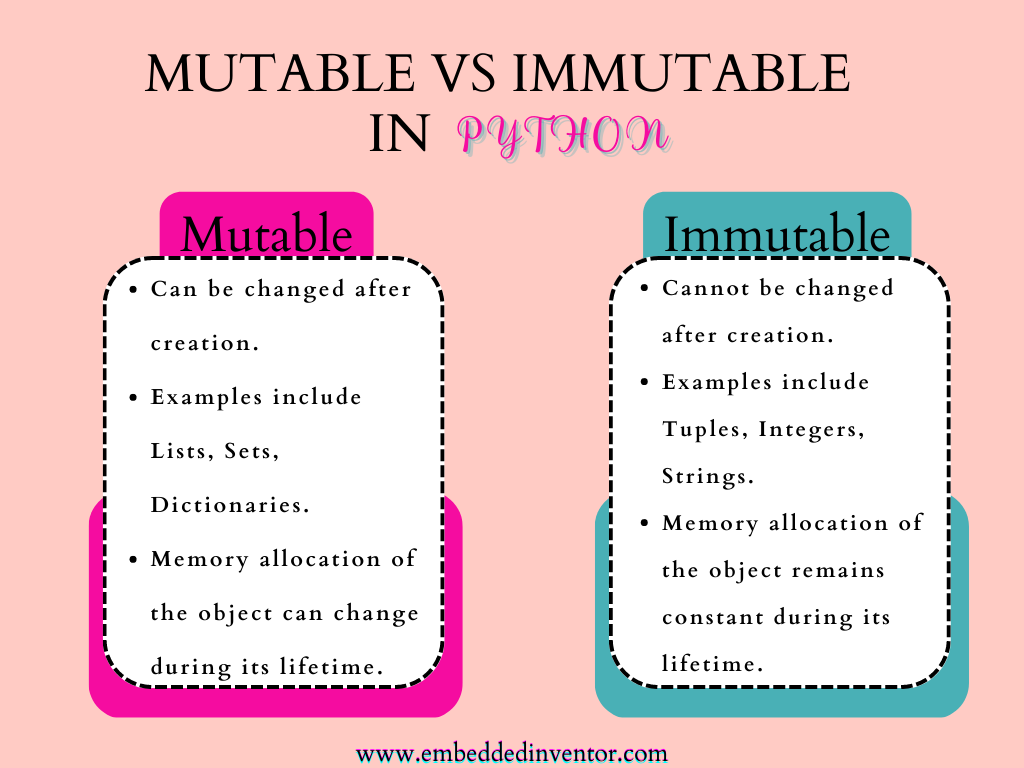 MUTABLE VS IMMUTABLE
IN PYTHON
Mutable
• Can be changed after
creation.
• Examples include
Lists, Sets,
Dictionaries.
• Memory allocation of
the object can change
during its lifetime.
Immutable
• Cannot be changed
after creation.
• Examples include
Tuples, Integers,
Strings.
• Memory allocation of
the object remains
constant during its
lifetime.
www.embeddedinventor.com